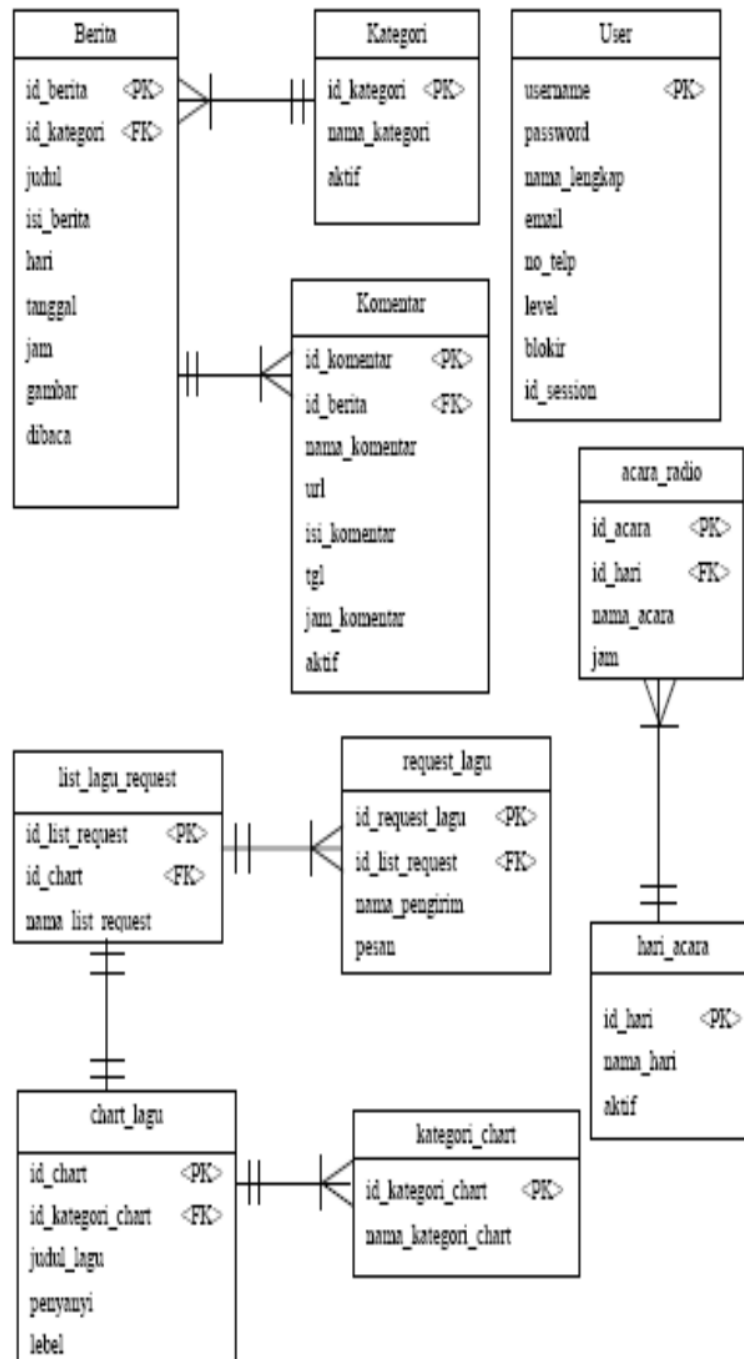 Berita
id_berita <PK>
id_kategori <FK>
judul
isi_berita
hari
tanggal
jam
gambar
dibaca
Kategori
id_kategori <PK>
nama_kategori
aktif
User
username <PK>
password
nama_lengkap
email
no_telp
level
blokir
id_session
Komentar
id_komentar <PK>
id_berita <FK>
nama_komentar
url
isi_komentar
tgl
jam_komentar
aktif
acara_radio
id_acara <PK>
id_hari <FK>
nama_acara
jam
list_lagu_request
id_list_request <PK>
id_chart <FK>
nama_list_request
request_lagu
id_request_lagu <PK>
id_list_request <FK>
nama_pengirim
pesan
hari_acara
id_hari <PK>
nama_hari
aktif
chart_lagu
id_chart <PK>
id_kategori_chart <FK>
judul_lagu
penyanyi
lebel
kategori_chart
id_kategori_chart <PK>
nama_kategori_chart